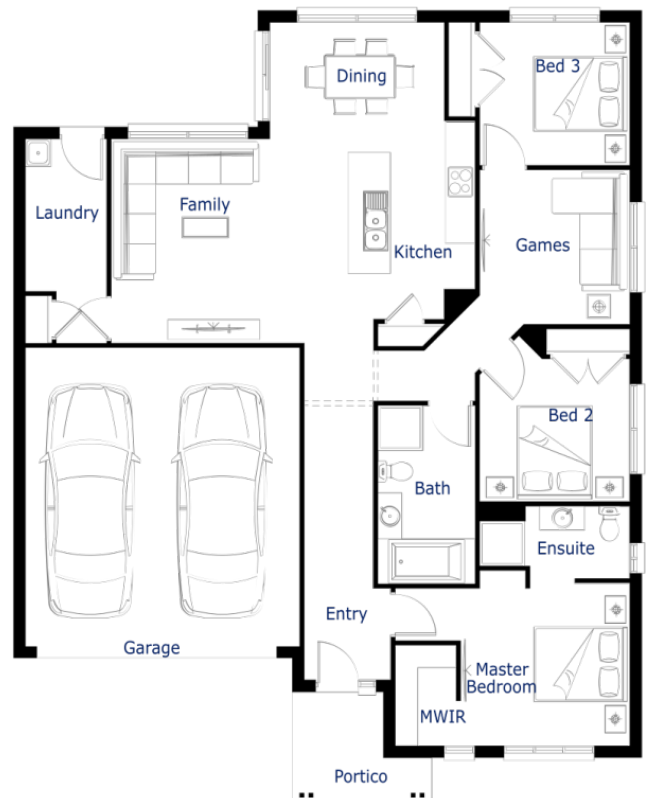 Dining
Bed 3
Laundry
Family
Kitchen
Games
Bed 2
Bath
Ensuite
Entry
Garage
Master
Bedroom
MWIR
Portico